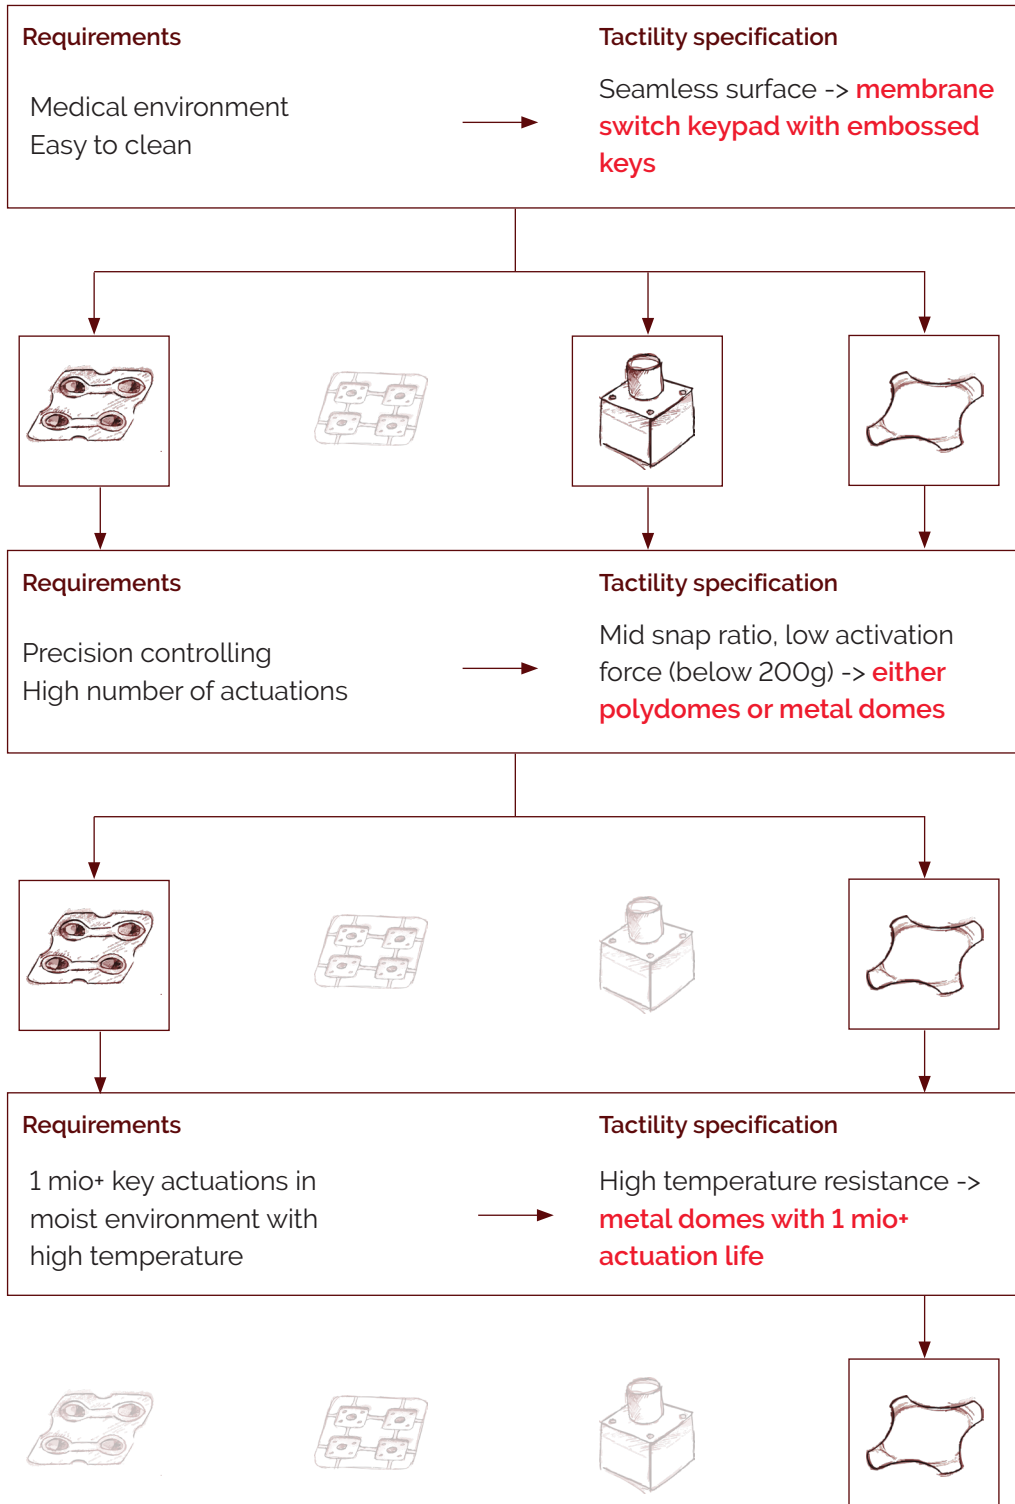 Requirements
Medical environment
Easy to clean
Tactility specification
Seamless surface -> membrane
switch keypad with embossed
keys
Requirements
Precision controlling
High number of actuations
Tactility specification
Mid snap ratio, low activation
force (below 200g) -> either
polydomes or metal domes
Requirements
1 mio+ key actuations in
moist environment with
high temperature
Tactility specification
High temperature resistance ->
metal domes with 1 mio+
actuation life